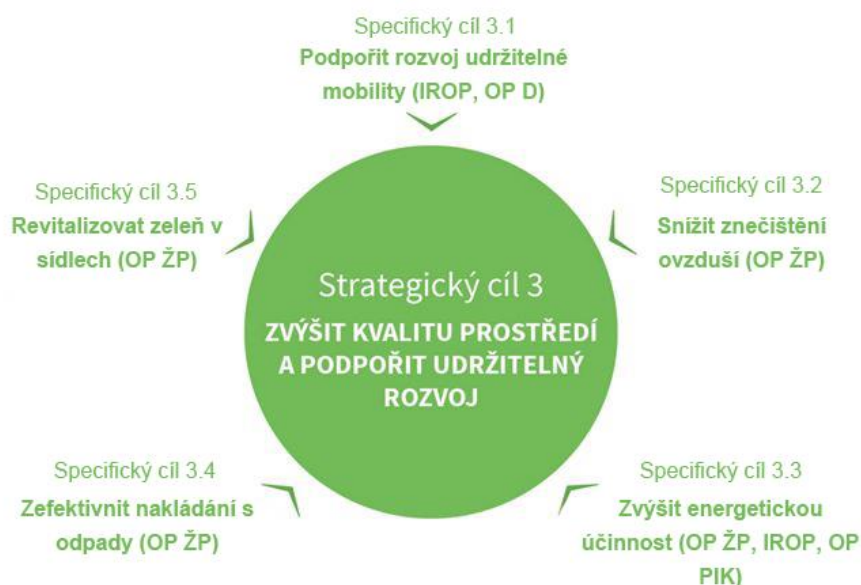 Specifický cíl 3.1
Podpořit rozvoj udržitelné
mobility (IROP, OP D)
Specifický cíl 3.5
Revitalizovat zeleň v
sídlech (OP ŽP)
Specifický cíl 3.2
Snížit znečištění
ovzduší (OP ŽP)
Strategický cíl 3
ZVÝŠIT KVALITU PROSTŘEDÍ
A PODPOŘIT UDRŽITELNÝ
ROZVOJ
Specifický cíl 3.4
Zefektivnit nakládání s
odpady (OP ŽP)
Specifický cíl 3.3
Zvýšit energetickou
účinnost (OP ŽP, IROP, OP
PIK)